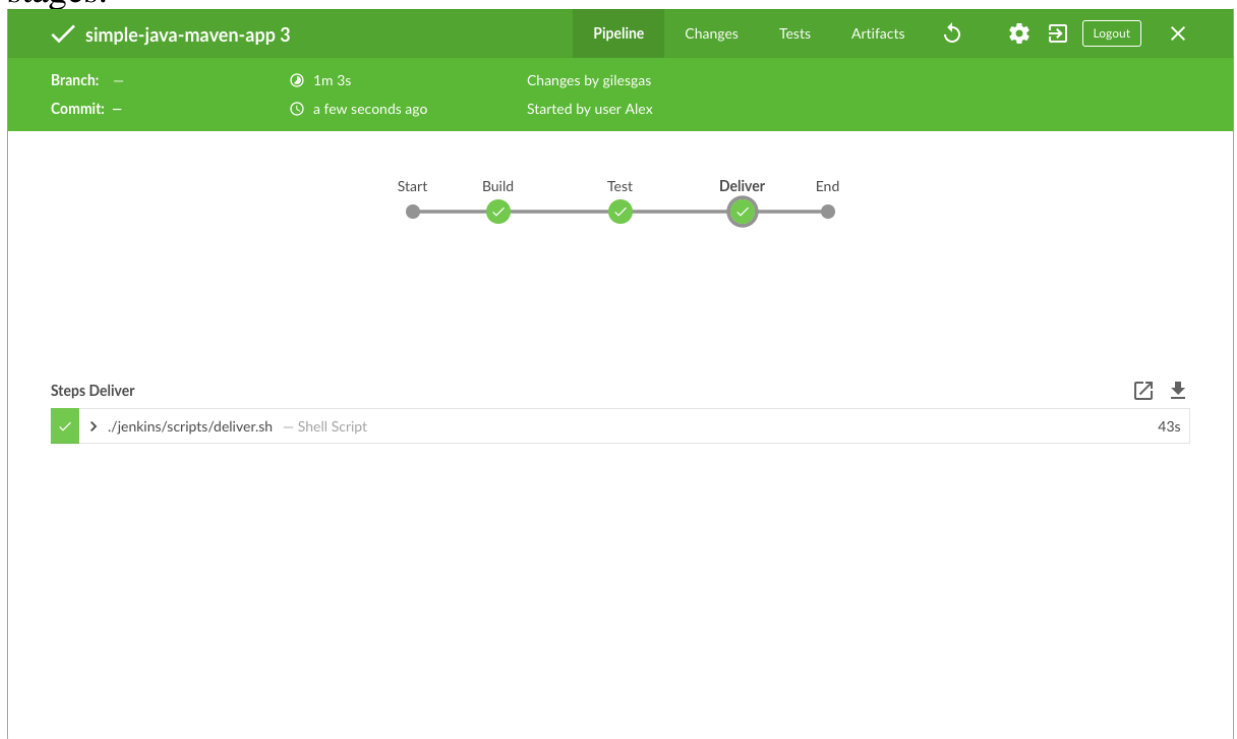 stages.
simple-java-maven-app 3 Pipeline Changes Tests Artifacts Logout
Branch: — 1m 3s Changes by gilesgas
Commit: — a few seconds ago Started by user Alex
Start Build Test Deliver End
Steps Deliver
./jenkins/scripts/deliver.sh — Shell Script 43s